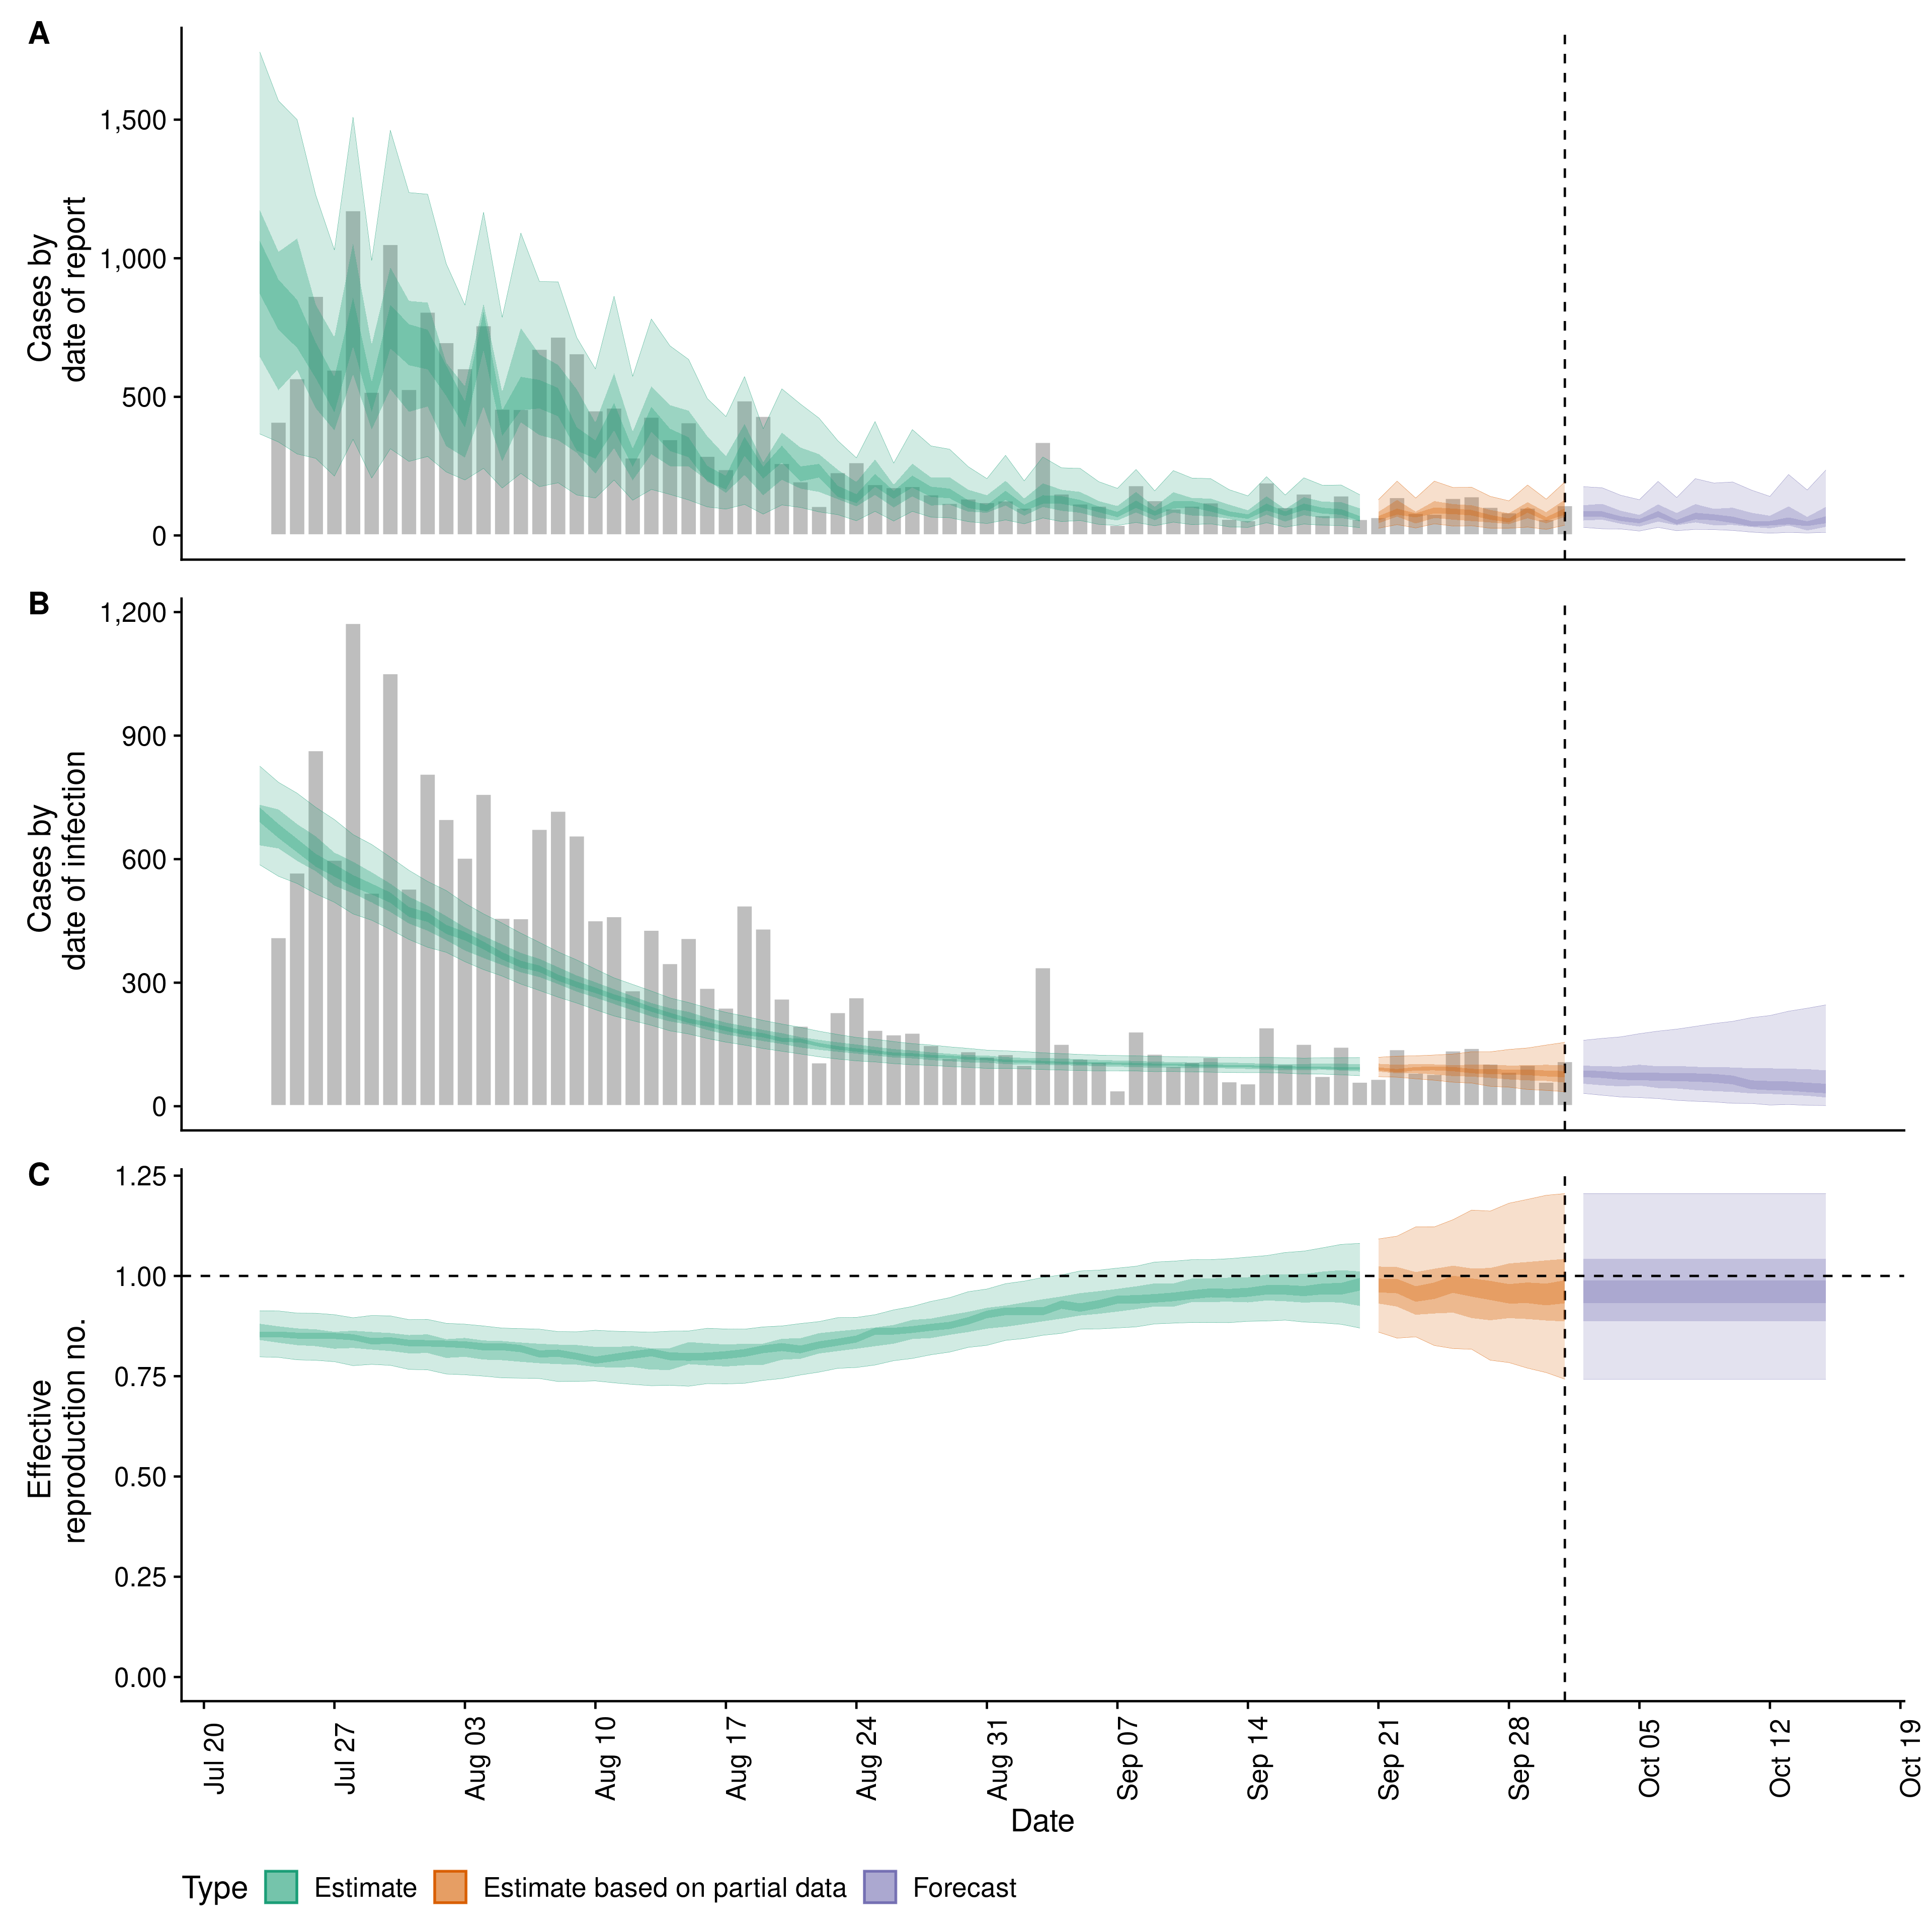 A
Cases by
date of report
1,500
1,000
500
0
B
Cases by
date of infection
1,200
900
600
300
0
C
Effective
reproduction no.
1.25
1.00
0.75
0.50
0.25
0.00
Jul 20
Jul 27
Aug 03
Aug 10
Aug 17
Aug 24
Aug 31
Sep 07
Sep 14
Sep 21
Sep 28
Oct 05
Oct 12
Oct 19
Date
Type Estimate Estimate based on partial data Forecast